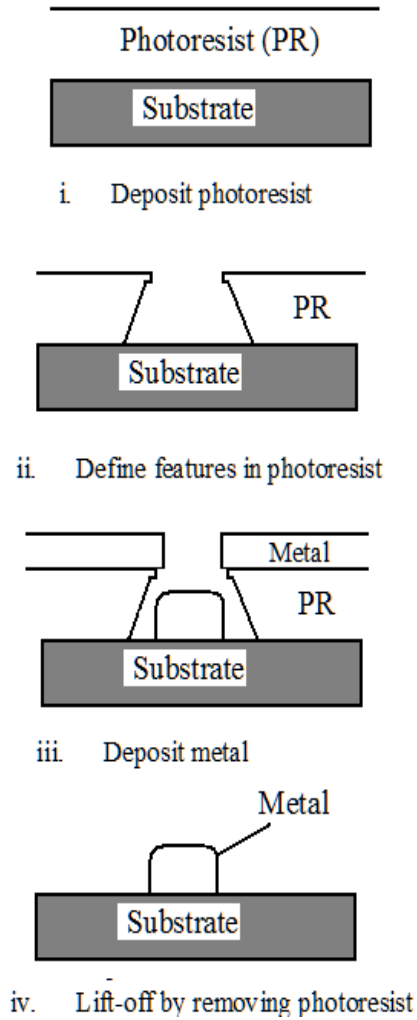 Photoresist (PR)
Substrate
i. Deposit photoresist
PR
Substrate
ii. Define features in photoresist
Metal
PR
Substrate
iii. Deposit metal
Metal
Substrate
iv. Lift-off by removing photoresist